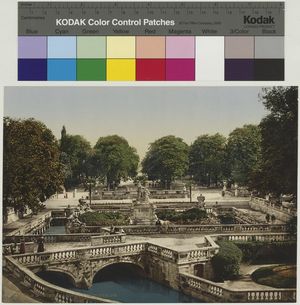 KODAK Color Control Patches
Kodak
Blue Cyan Green Yellow Red Magenta White 3/Color Black